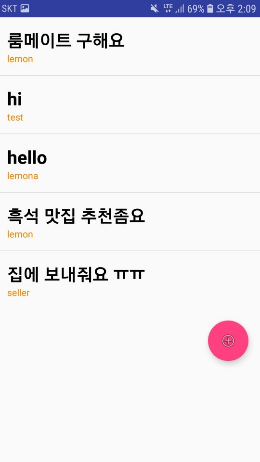 SKT LTE 69% 오후 2:09
룸메이트 구해요
lemon
hi
test
hello
lemona
흑석 맛집 추천좀요
lemon
집에 보내줘요 ㅠㅠ
seller